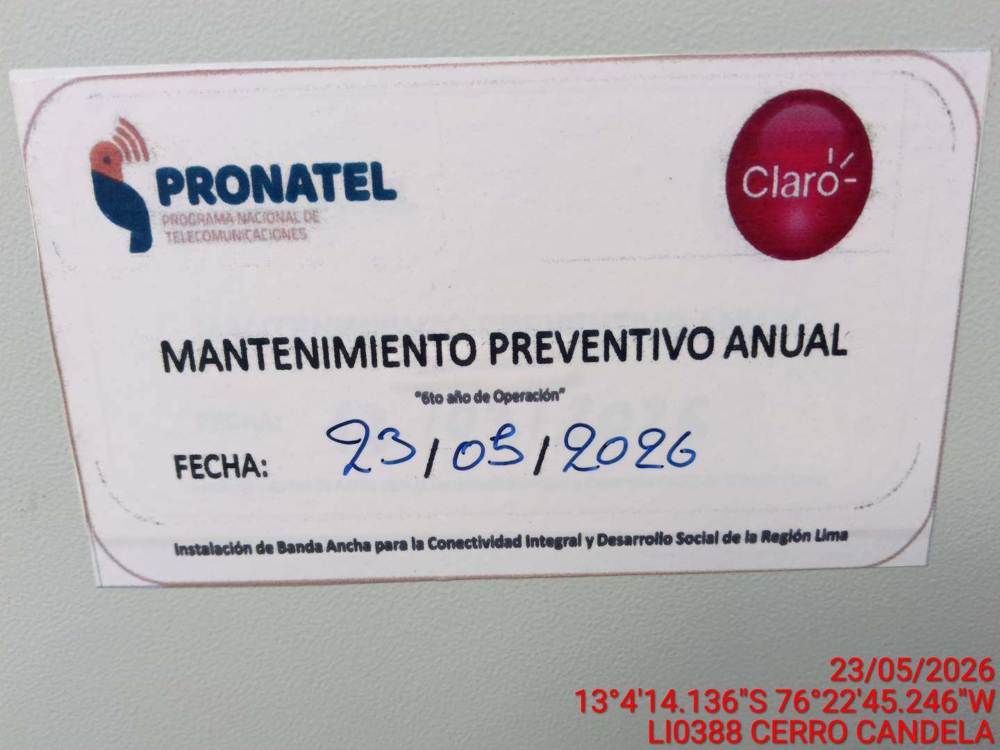 PRONATEL
PROGRAMA NACIONAL DE
TELECOMUNICACIONES
Claro
MANTENIMIENTO PREVENTIVO ANUAL
"6to año de Operación"
FECHA: 23/05/2026
Instalación de Banda Ancha para la Conectividad Integral y Desarrollo Social de la Región Lima
23/05/2026
13°4'14.136"S 76°22'45.246"W
LI0388 CERRO CANDELA